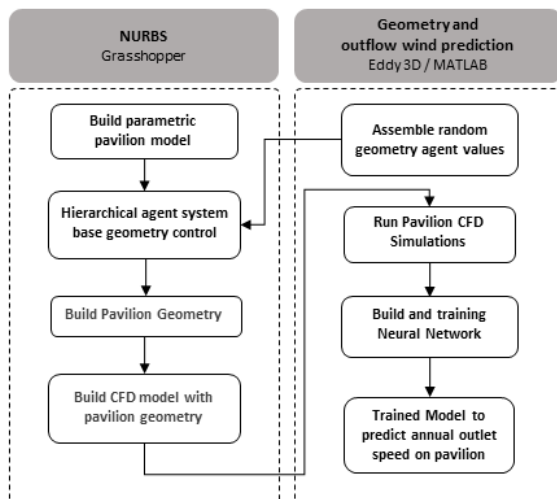 NURBS
Grasshopper
Build parametric
pavilion model
Hierarchical agent system
base geometry control
Build Pavilion Geometry
Build CFD model with
pavilion geometry
Geometry and
outflow wind prediction
Eddy 3D / MATLAB
Assemble random
geometry agent values
Run Pavilion CFD
Simulations
Build and training
Neural Network
Trained Model to
predict annual outlet
speed on pavilion